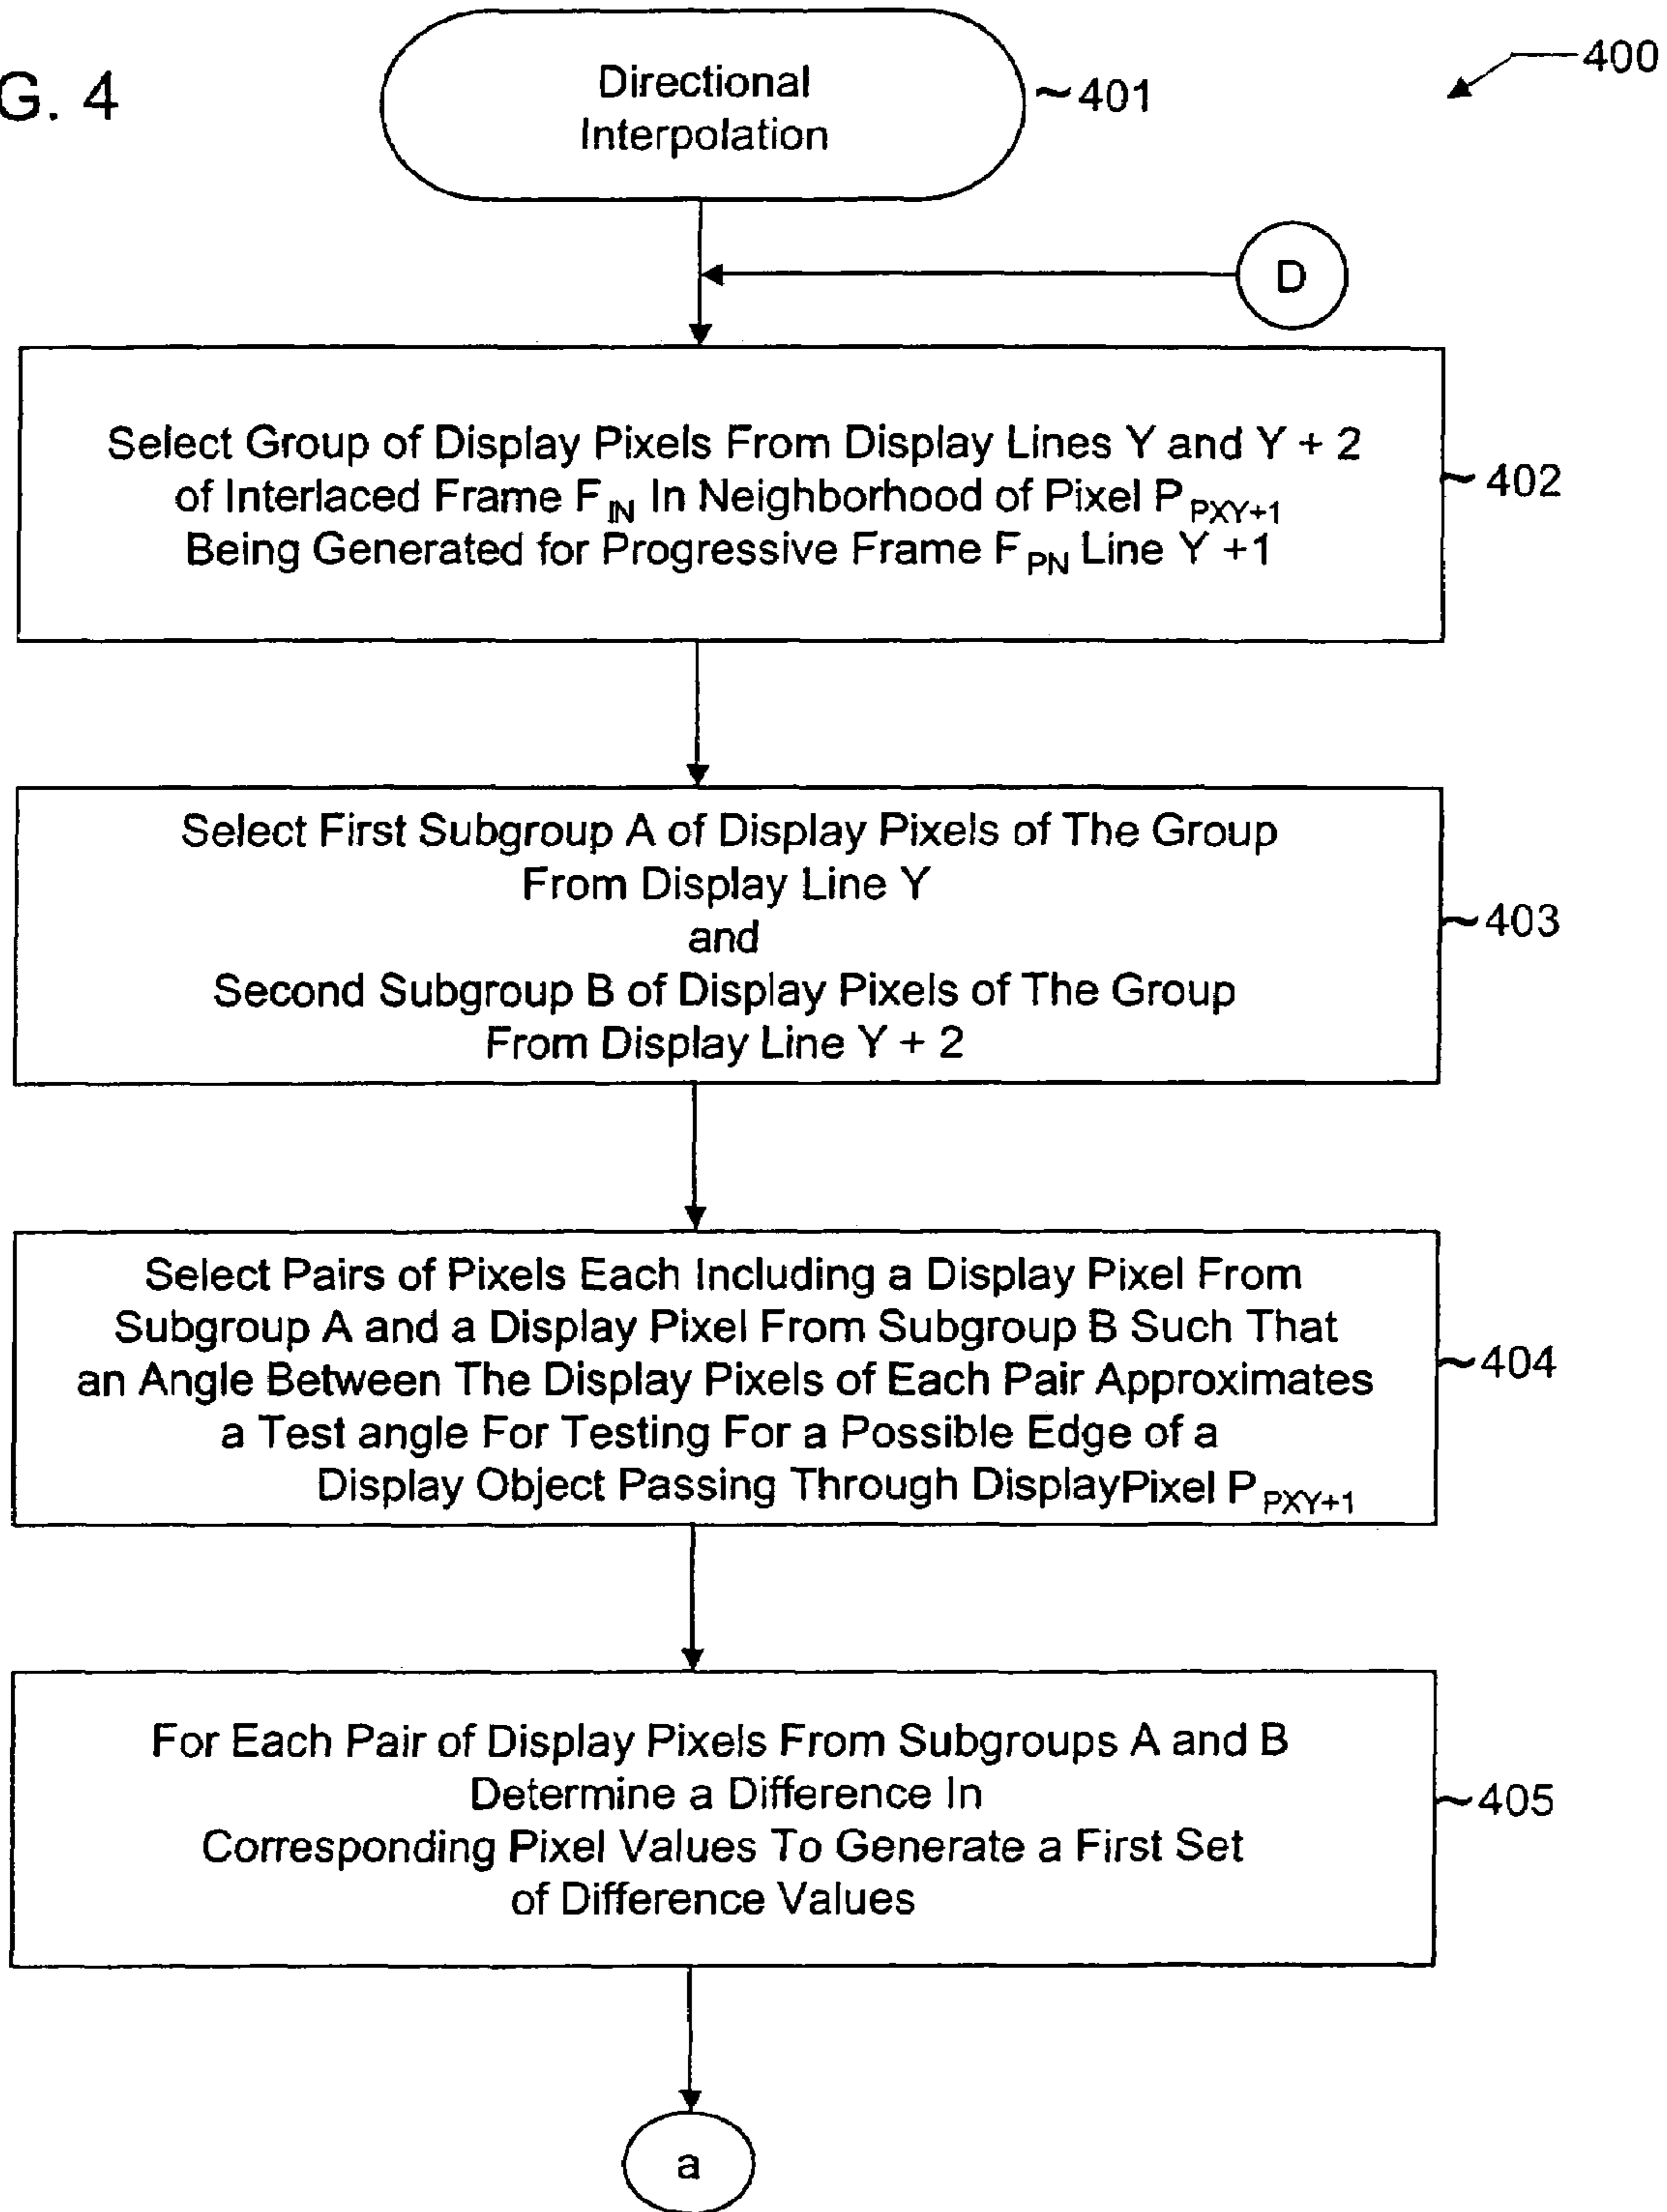 G. 4
400
Directional
Interpolation
~401
D
Select Group of Display Pixels From Display Lines Y and Y + 2
of Interlaced Frame F_IN In Neighborhood of Pixel P_PXY+1
Being Generated for Progressive Frame F_PN Line Y +1
~402
Select First Subgroup A of Display Pixels of The Group
From Display Line Y
and
Second Subgroup B of Display Pixels of The Group
From Display Line Y + 2
~403
Select Pairs of Pixels Each Including a Display Pixel From
Subgroup A and a Display Pixel From Subgroup B Such That
an Angle Between The Display Pixels of Each Pair Approximates
a Test angle For Testing For a Possible Edge of a
Display Object Passing Through DisplayPixel P_PXY+1
~404
For Each Pair of Display Pixels From Subgroups A and B
Determine a Difference In
Corresponding Pixel Values To Generate a First Set
of Difference Values
~405
a